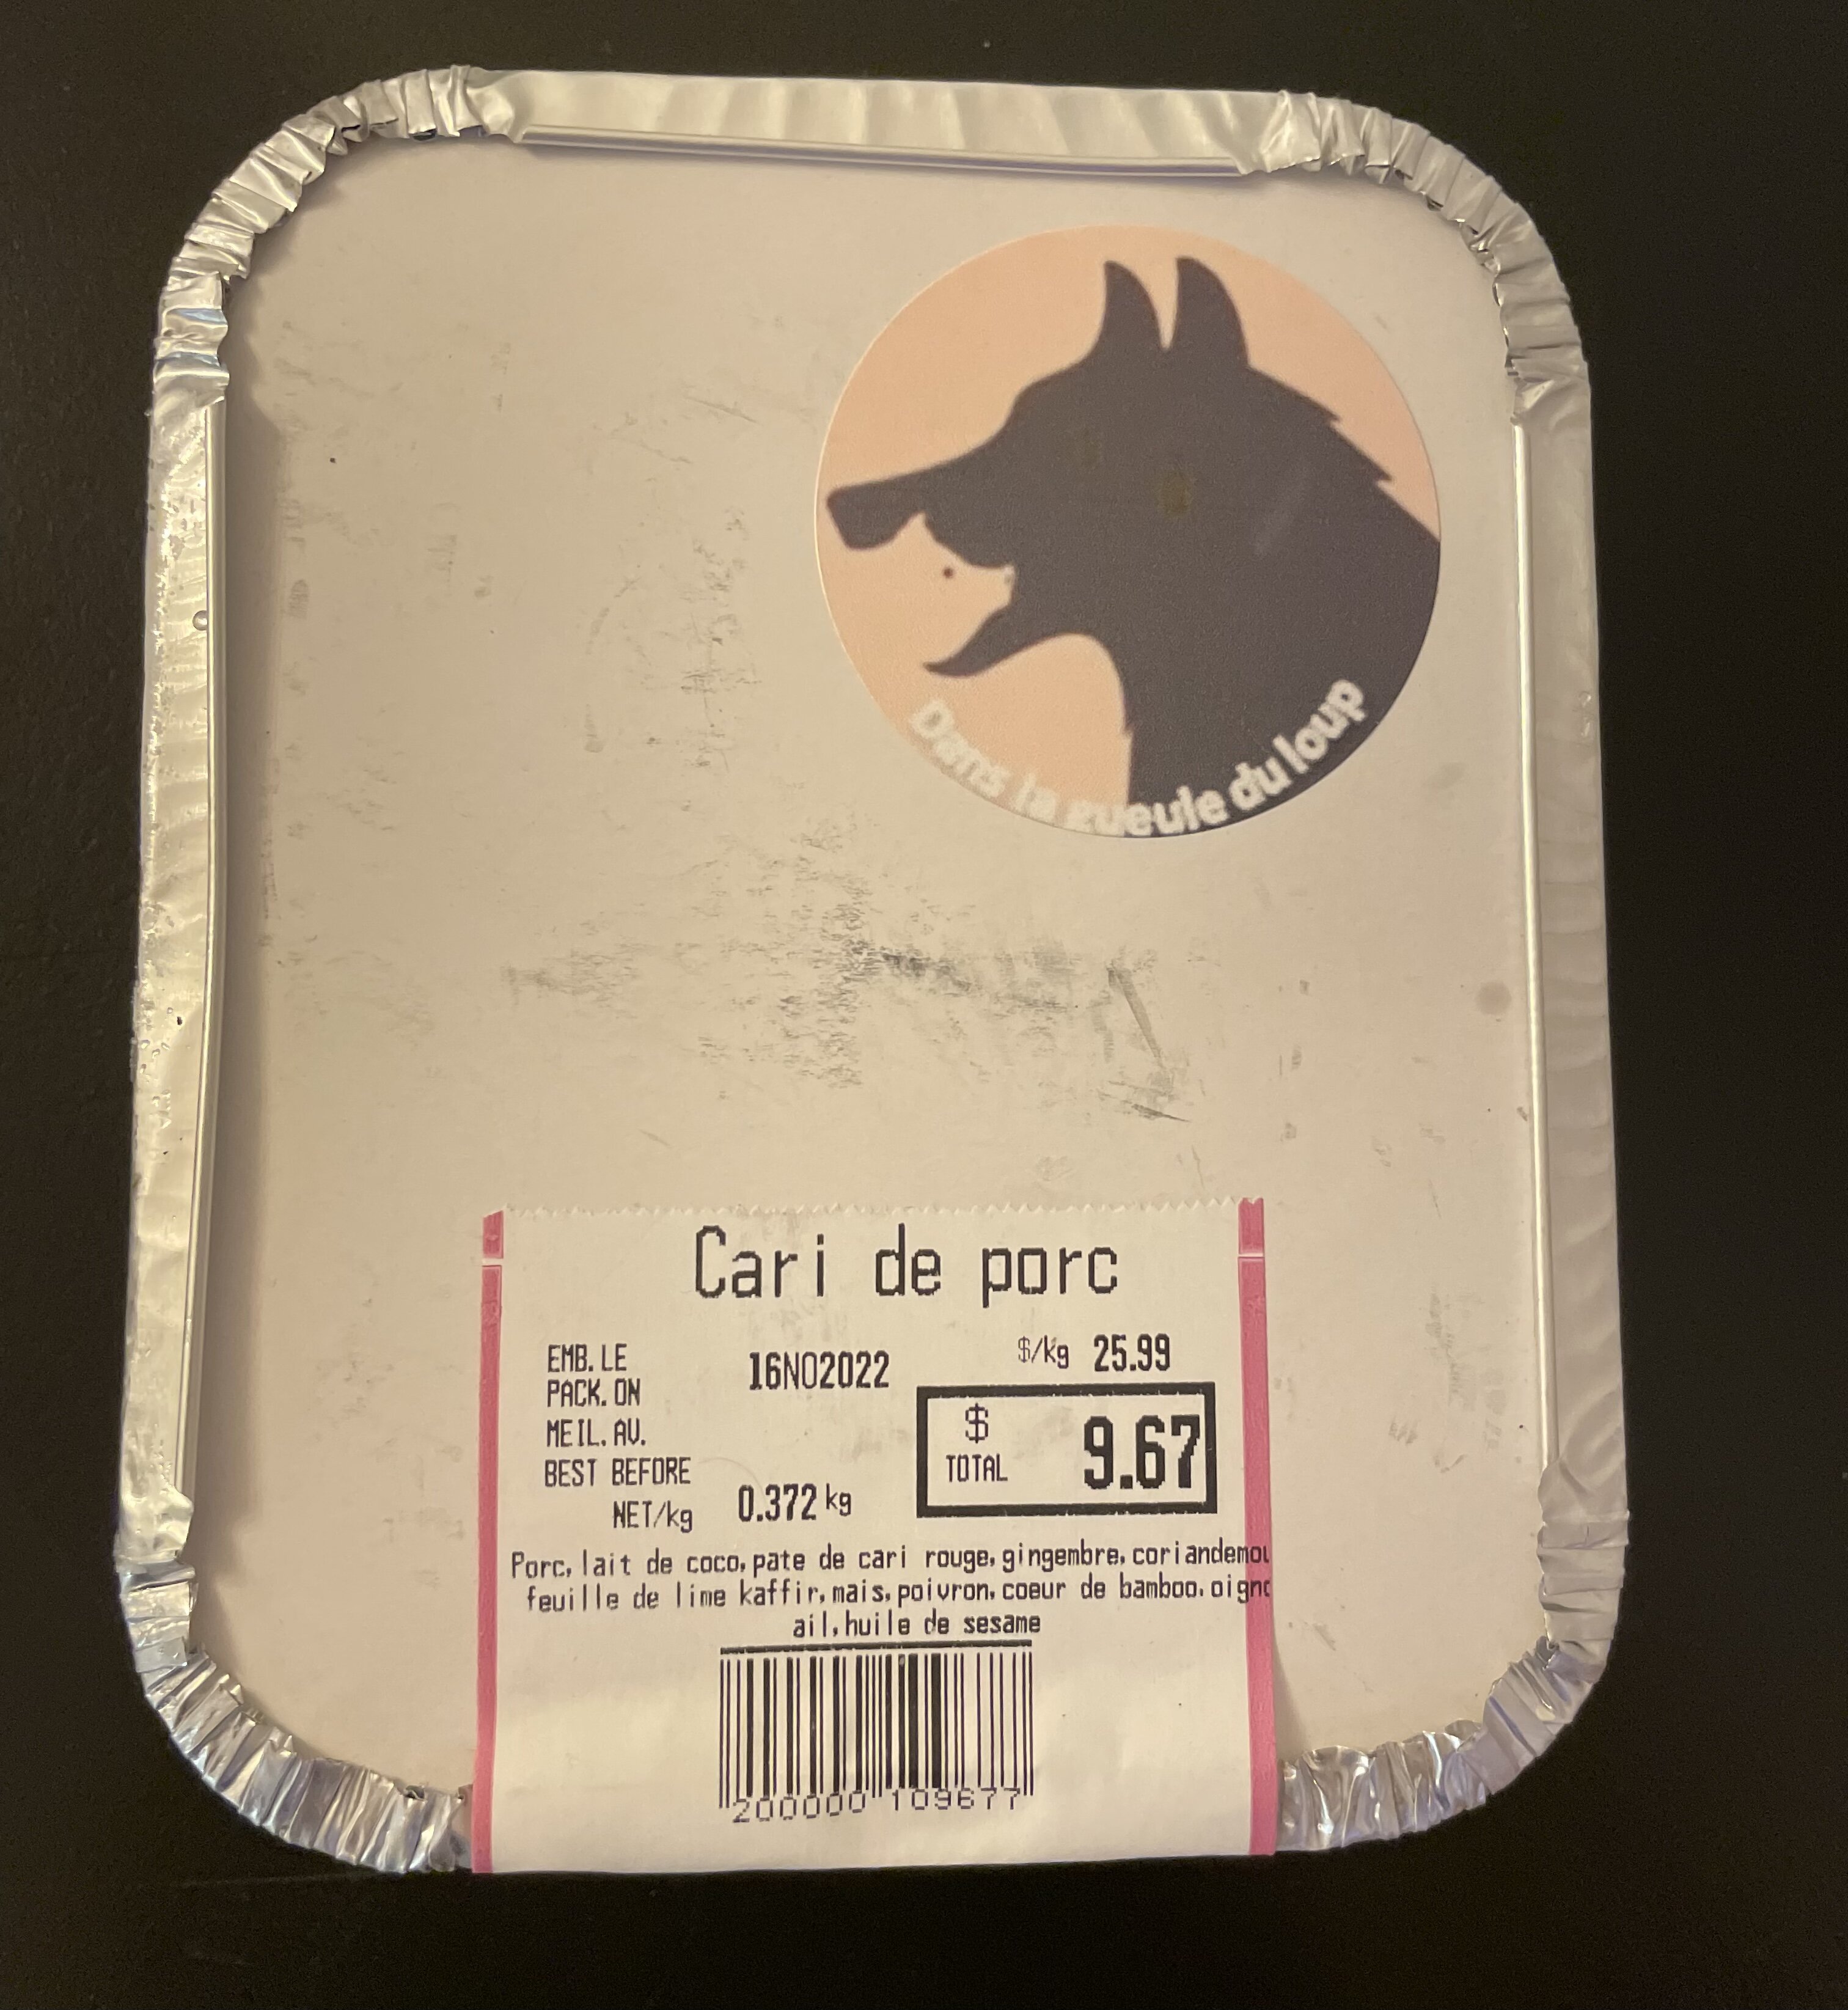 Dans la gueule du loup
Cari de porc
EMB. LE
PACK. ON
16NO2022
$/kg 25.99
MEIL. AV.
BEST BEFORE
$
TOTAL
9.67
NET/kg 0.372 kg
Porc, lait de coco, pate de cari rouge, gingembre, coriandemou
feuille de lime kaffir, mais, poivron, coeur de bamboo, oigno
ail, huile de sesame
200000 109677